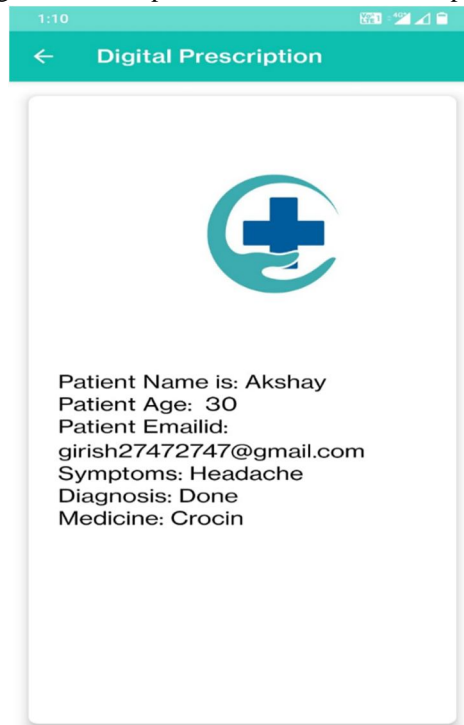 1:10
Digital Prescription
Patient Name is: Akshay
Patient Age: 30
Patient Emailid:
girish27472747@gmail.com
Symptoms: Headache
Diagnosis: Done
Medicine: Crocin